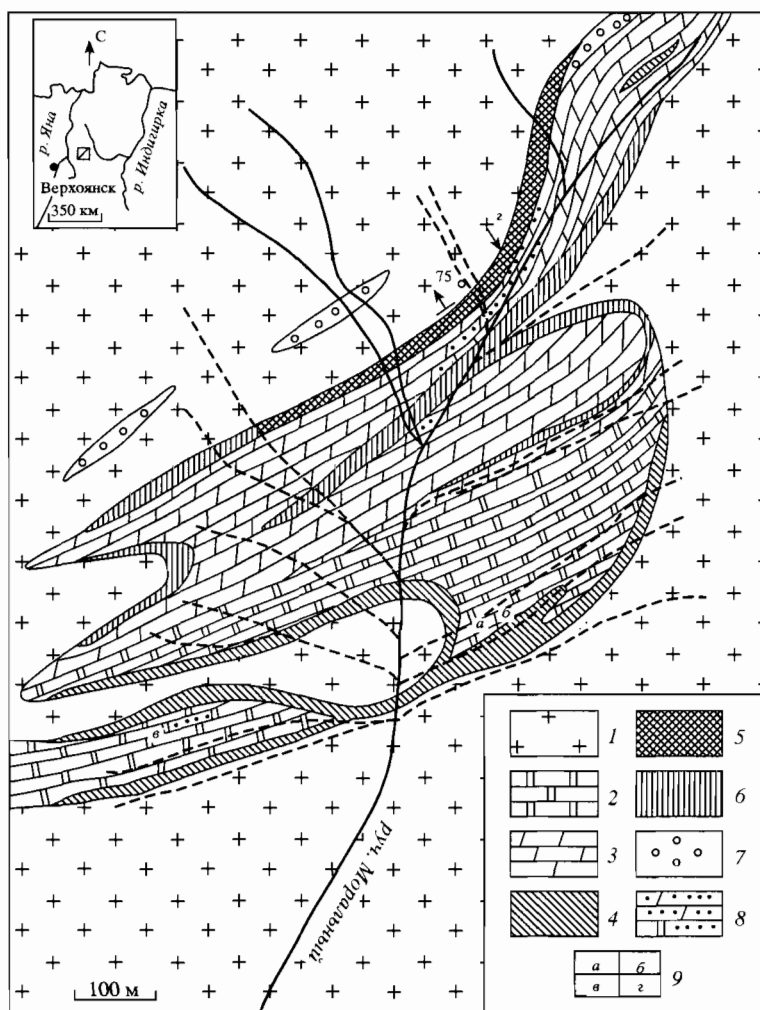 С
р. Яна
р. Индигирка
Верхоянск
350 км
г
75
а б
в
руч. Моральный
100 м
1 5
2 6
3 7
4 8
а б
в г
9